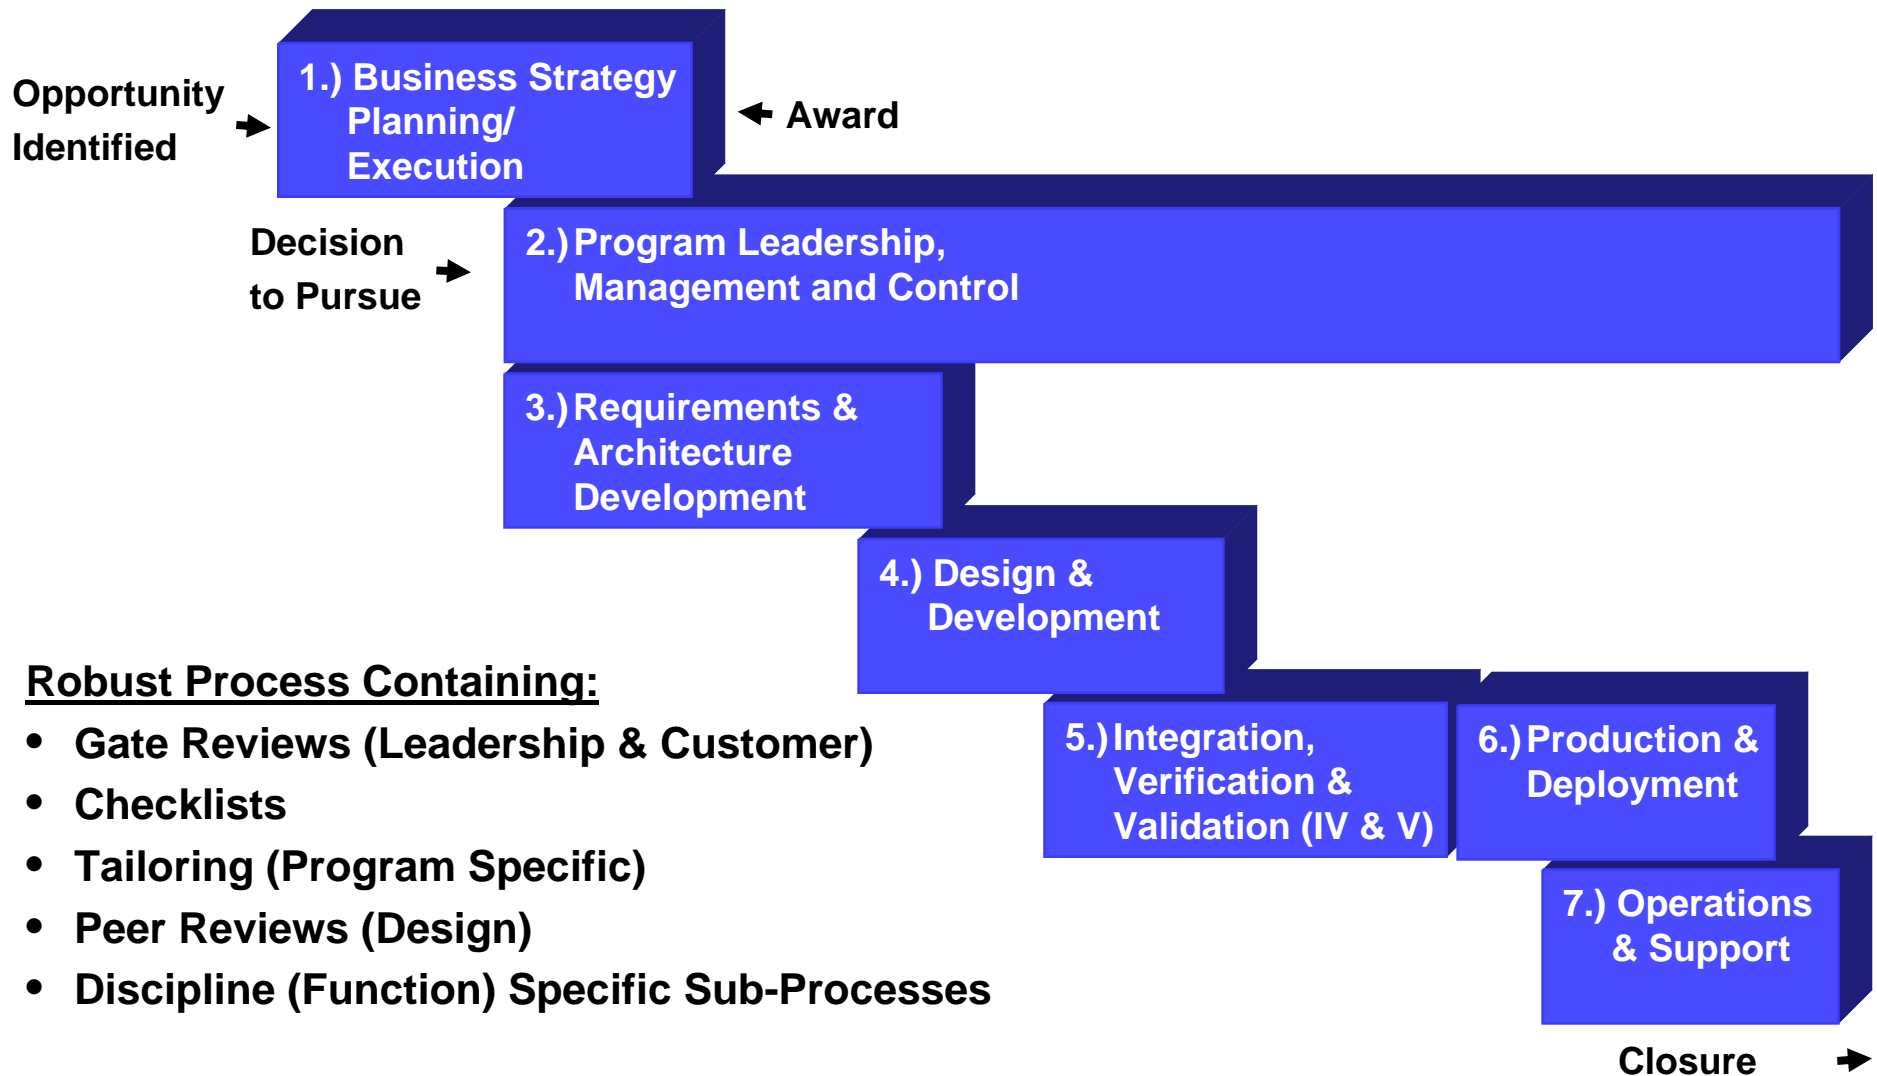 Opportunity
Identified
1.) Business Strategy
Planning/
Execution
Award
Decision
to Pursue
2.) Program Leadership,
Management and Control
3.) Requirements &
Architecture
Development
4.) Design &
Development
5.) Integration,
Verification &
Validation (IV & V)
6.) Production &
Deployment
7.) Operations
& Support
Closure
Robust Process Containing:
• Gate Reviews (Leadership & Customer)
• Checklists
• Tailoring (Program Specific)
• Peer Reviews (Design)
• Discipline (Function) Specific Sub-Processes